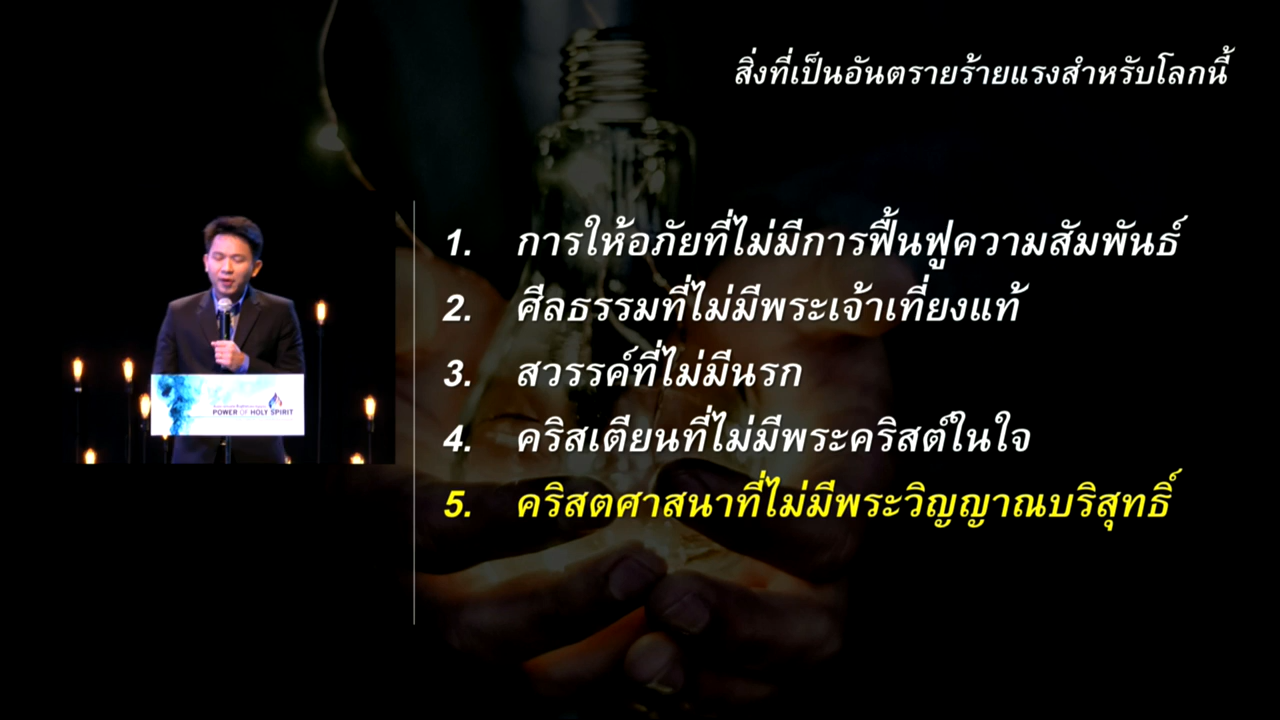 สิ่งที่เป็นอันตรายร้ายแรงสำหรับโลกนี้
1. การให้อภัยที่ไม่มีการฟื้นฟูความสัมพันธ์
2. ศีลธรรมที่ไม่มีพระเจ้าเที่ยงแท้
3. สวรรค์ที่ไม่มีนรก
4. คริสเตียนที่ไม่มีพระคริสต์ในใจ
5. คริสตศาสนาที่ไม่มีพระวิญญาณบริสุทธิ์
POWER OF HOLY SPIRIT